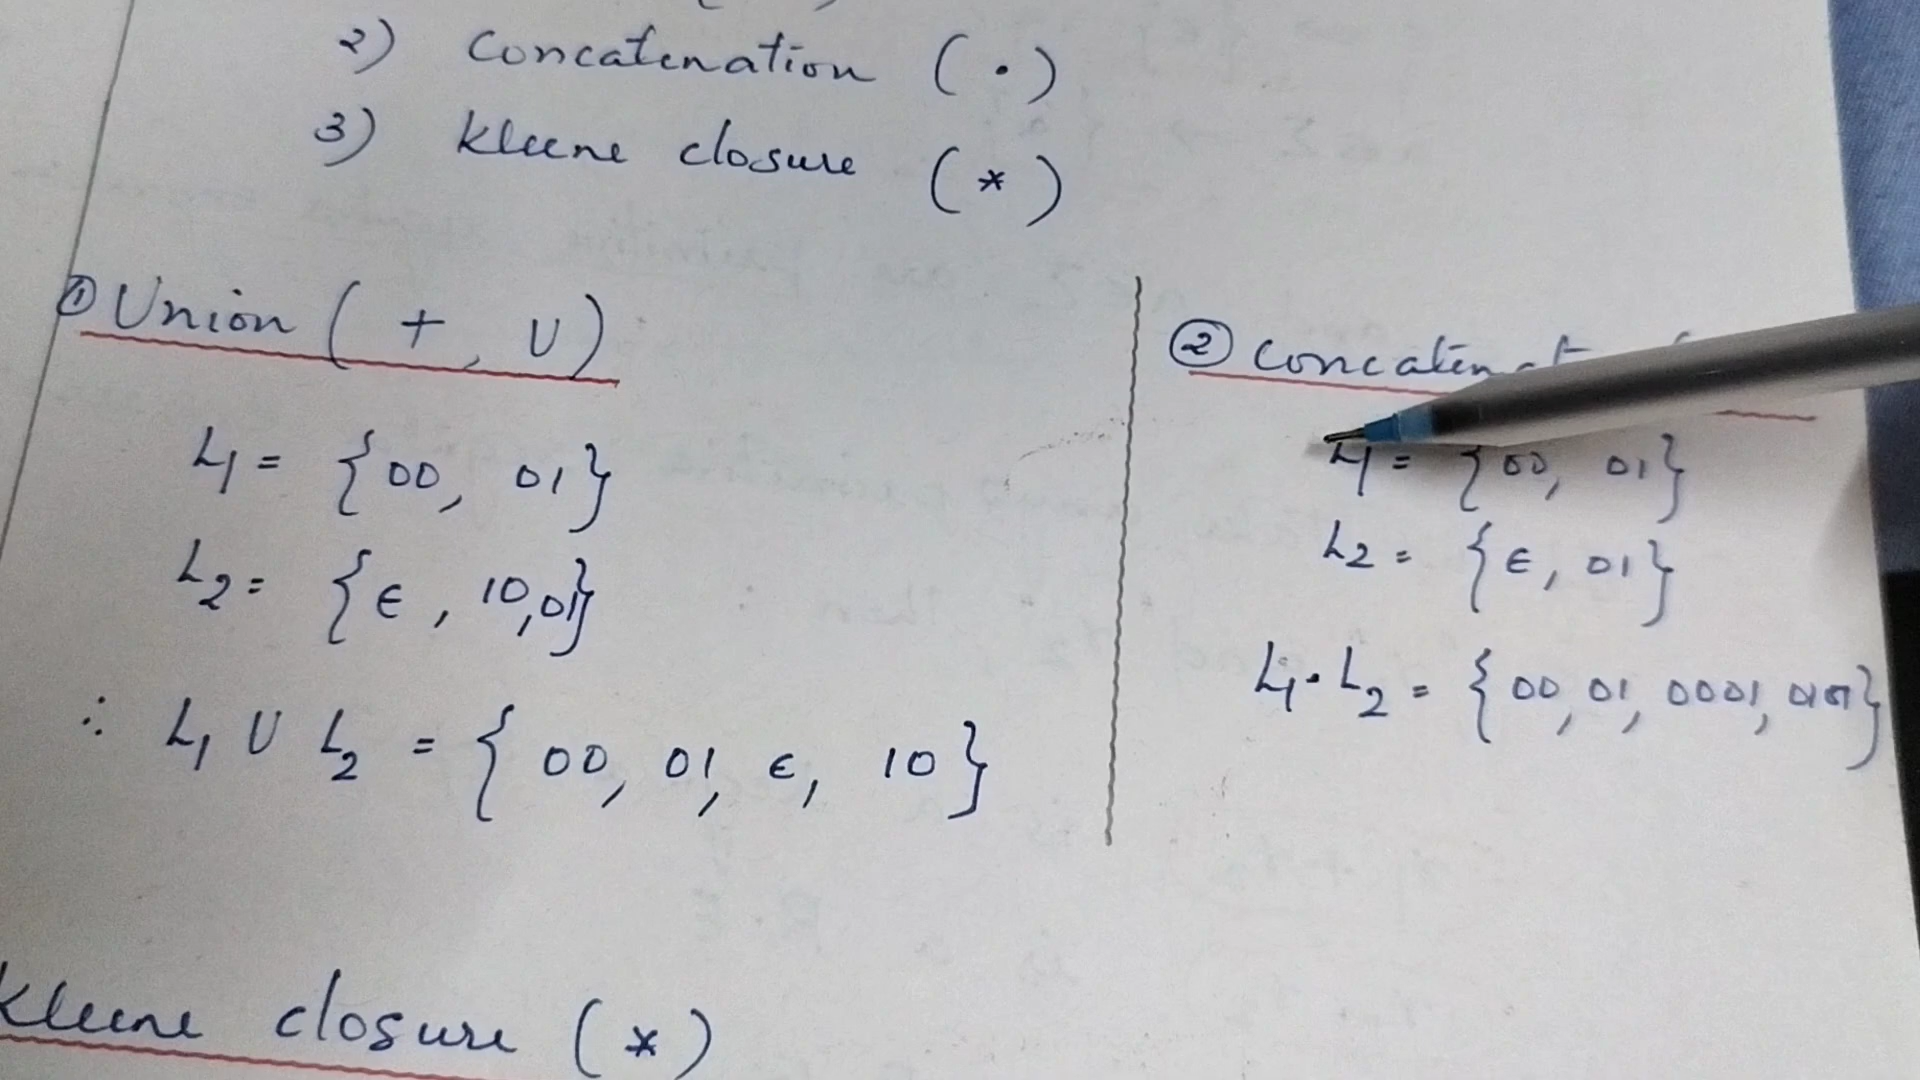 2) Concatenation (·)
3) Kleene closure (*)
① Union (+, U)
L1 = {00, 01}
L2 = {ϵ, 10,01}
∴ L1 U L2 = {00, 01, ϵ, 10}
②
L1 = {00, 01}
L2 = {ϵ, 01}
L1·L2 = {00, 01, 0001, 0101}
Kleene closure (*)